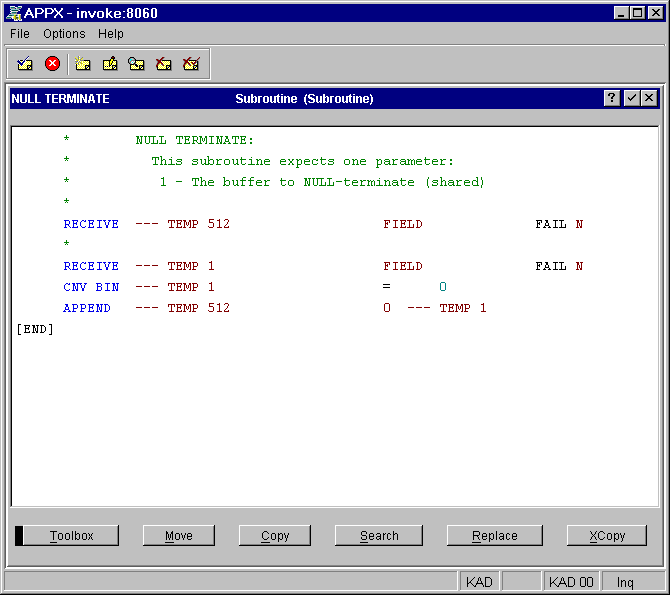 APPX - invoke:8060
File Options Help
NULL TERMINATE Subroutine (Subroutine)
* NULL TERMINATE:
* This subroutine expects one parameter:
* 1 - The buffer to NULL-terminate (shared)
*
RECEIVE --- TEMP 512 FIELD FAIL N
*
RECEIVE --- TEMP 1 FIELD FAIL N
CNV BIN --- TEMP 1 = 0
APPEND --- TEMP 512 0 --- TEMP 1
[END]
Toolbox Move Copy Search Replace XCopy
KAD KAD 00 Inq